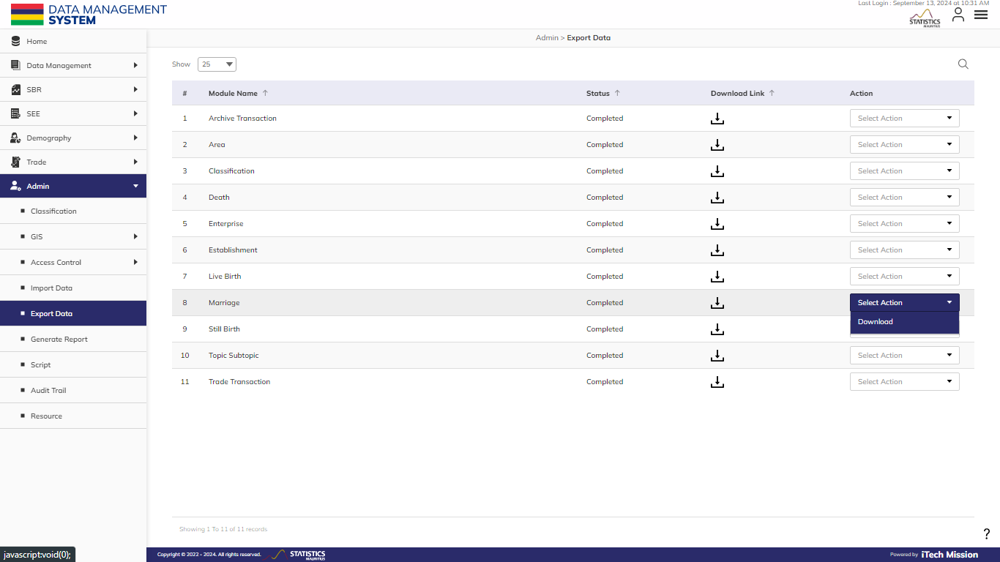 Last Login : September 13, 2024 at 10:31 AM
DATA MANAGEMENT
SYSTEM
STATISTICS
MAURITIUS
Admin > Export Data
Home
Data Management
SBR
SEE
Demography
Trade
Admin
Classification
GIS
Access Control
Import Data
Export Data
Generate Report
Script
Audit Trail
Resource
Show 25
# Module Name Status Download Link Action
1 Archive Transaction Completed Select Action
2 Area Completed Select Action
3 Classification Completed Select Action
4 Death Completed Select Action
5 Enterprise Completed Select Action
6 Establishment Completed Select Action
7 Live Birth Completed Select Action
8 Marriage Completed Select Action
Download
9 Still Birth Completed
10 Topic Subtopic Completed Select Action
11 Trade Transaction Completed Select Action
Showing 1 To 11 of 11 records
?
javascript:void(0);
Copyright © 2022 - 2024. All rights reserved.
STATISTICS
MAURITIUS
Powered by iTech Mission